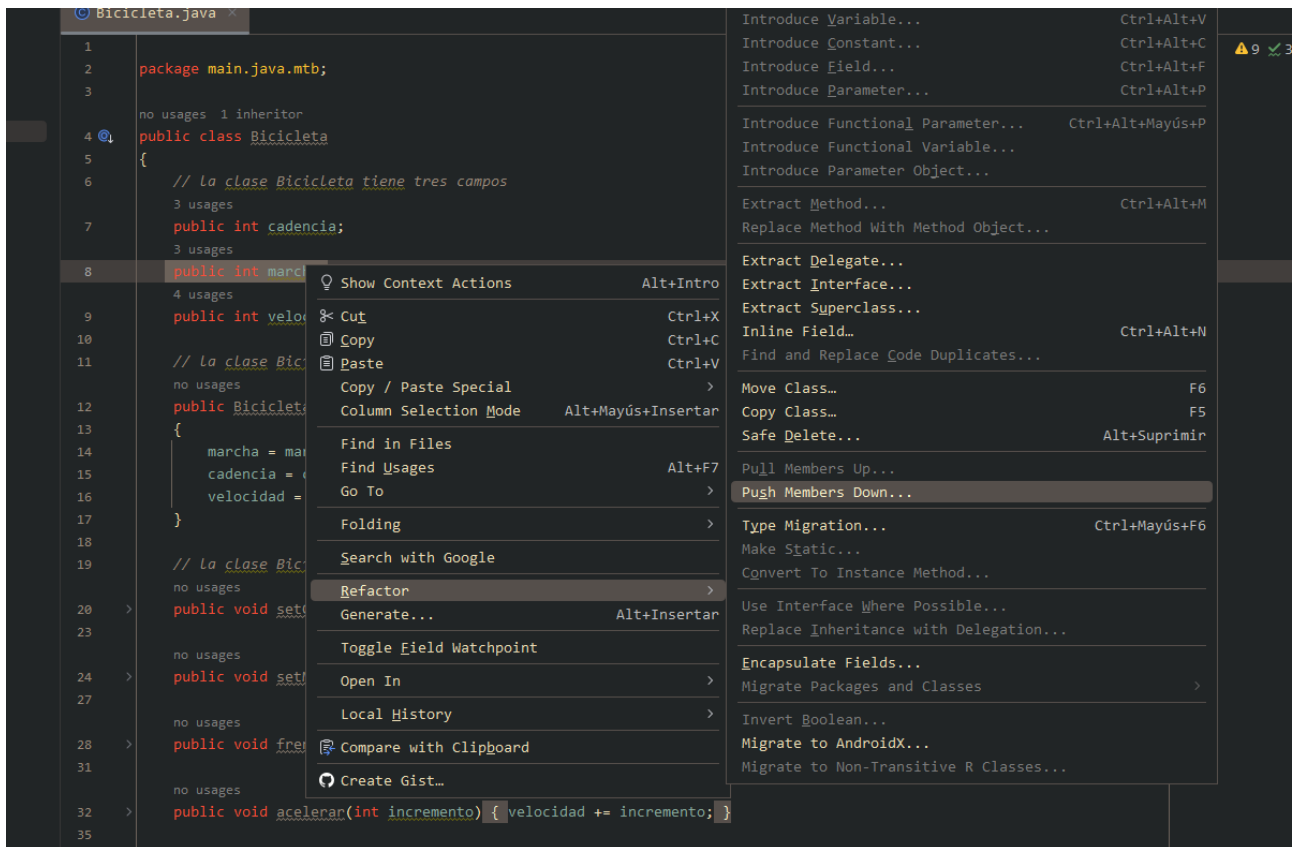 Bicicleta.java
1
2 package main.java.mtb;
3
no usages 1 inheritor
4 public class Bicicleta
5 {
6 // la clase Bicicleta tiene tres campos
3 usages
7 public int cadencia;
3 usages
8 public int march
4 usages
9 public int veloc
10
11 // la clase Bic
no usages
12 public Bicicleta
13 {
14 marcha = mar
15 cadencia =
16 velocidad =
17 }
18
19 // la clase Bic
no usages
20 public void set
23
no usages
24 public void set
27
no usages
28 public void fren
31
no usages
32 public void acelerar(int incremento) { velocidad += incremento; }
35
Show Context Actions Alt+Intro
Cut Ctrl+X
Copy Ctrl+C
Paste Ctrl+V
Copy / Paste Special
Column Selection Mode Alt+Mayús+Insertar
Find in Files
Find Usages Alt+F7
Go To
Folding
Search with Google
Refactor
Generate... Alt+Insertar
Toggle Field Watchpoint
Open In
Local History
Compare with Clipboard
Create Gist…
Introduce Variable... Ctrl+Alt+V
Introduce Constant... Ctrl+Alt+C
Introduce Field... Ctrl+Alt+F
Introduce Parameter... Ctrl+Alt+P
Introduce Functional Parameter... Ctrl+Alt+Mayús+P
Introduce Functional Variable...
Introduce Parameter Object...
Extract Method... Ctrl+Alt+M
Replace Method With Method Object...
Extract Delegate...
Extract Interface...
Extract Superclass...
Inline Field… Ctrl+Alt+N
Find and Replace Code Duplicates...
Move Class… F6
Copy Class… F5
Safe Delete... Alt+Suprimir
Pull Members Up...
Push Members Down...
Type Migration... Ctrl+Mayús+F6
Make Static...
Convert To Instance Method...
Use Interface Where Possible...
Replace Inheritance with Delegation...
Encapsulate Fields...
Migrate Packages and Classes
Invert Boolean...
Migrate to AndroidX...
Migrate to Non-Transitive R Classes...
9 3